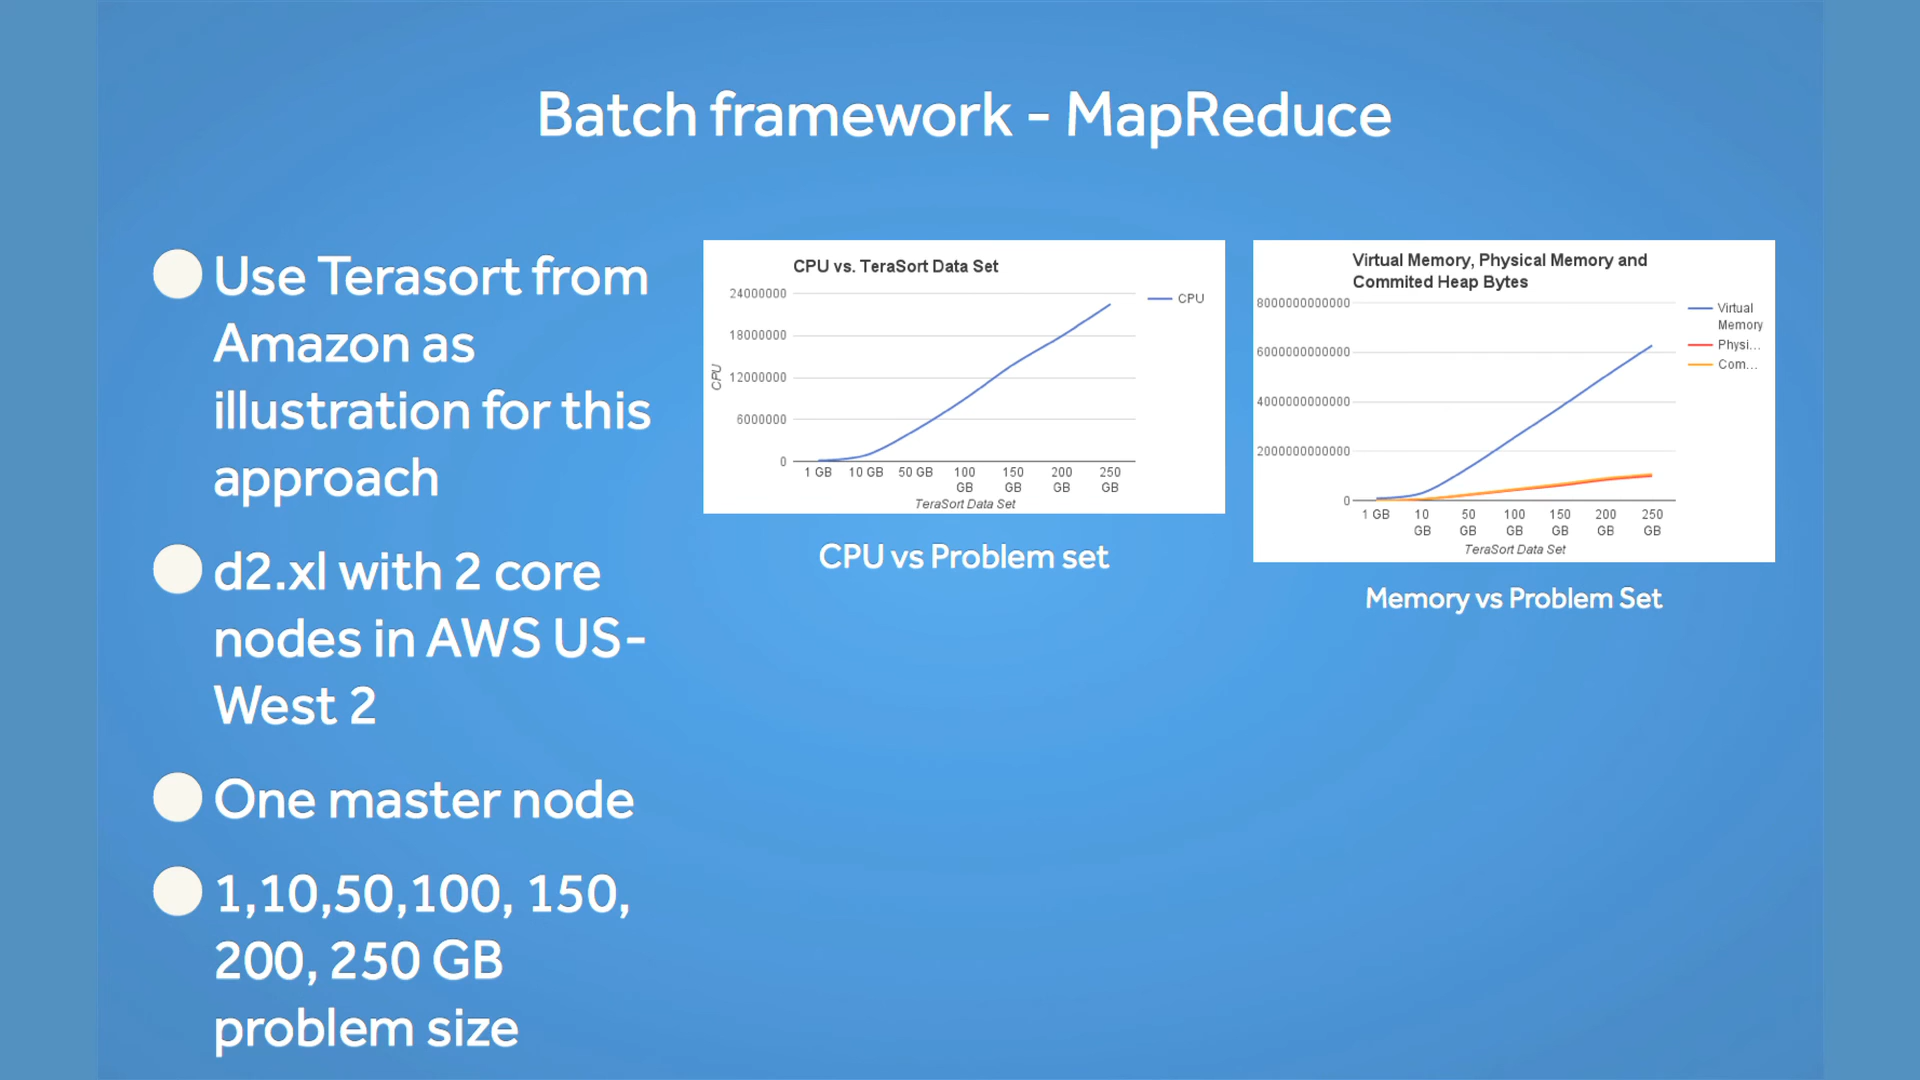 Batch framework - MapReduce
Use Terasort from
Amazon as
illustration for this
approach
d2.xl with 2 core
nodes in AWS US-
West 2
One master node
1,10,50,100, 150,
200, 250 GB
problem size
CPU vs. TeraSort Data Set
24000000
18000000
12000000
6000000
0
CPU
CPU
1 GB 10 GB 50 GB 100 150 200 250
GB GB GB GB
TeraSort Data Set
CPU vs Problem set
Virtual Memory, Physical Memory and
Commited Heap Bytes
8000000000000
6000000000000
4000000000000
2000000000000
0
Virtual
Memory
Physi...
Com...
1 GB 10 50 100 150 200 250
GB GB GB GB GB GB
TeraSort Data Set
Memory vs Problem Set